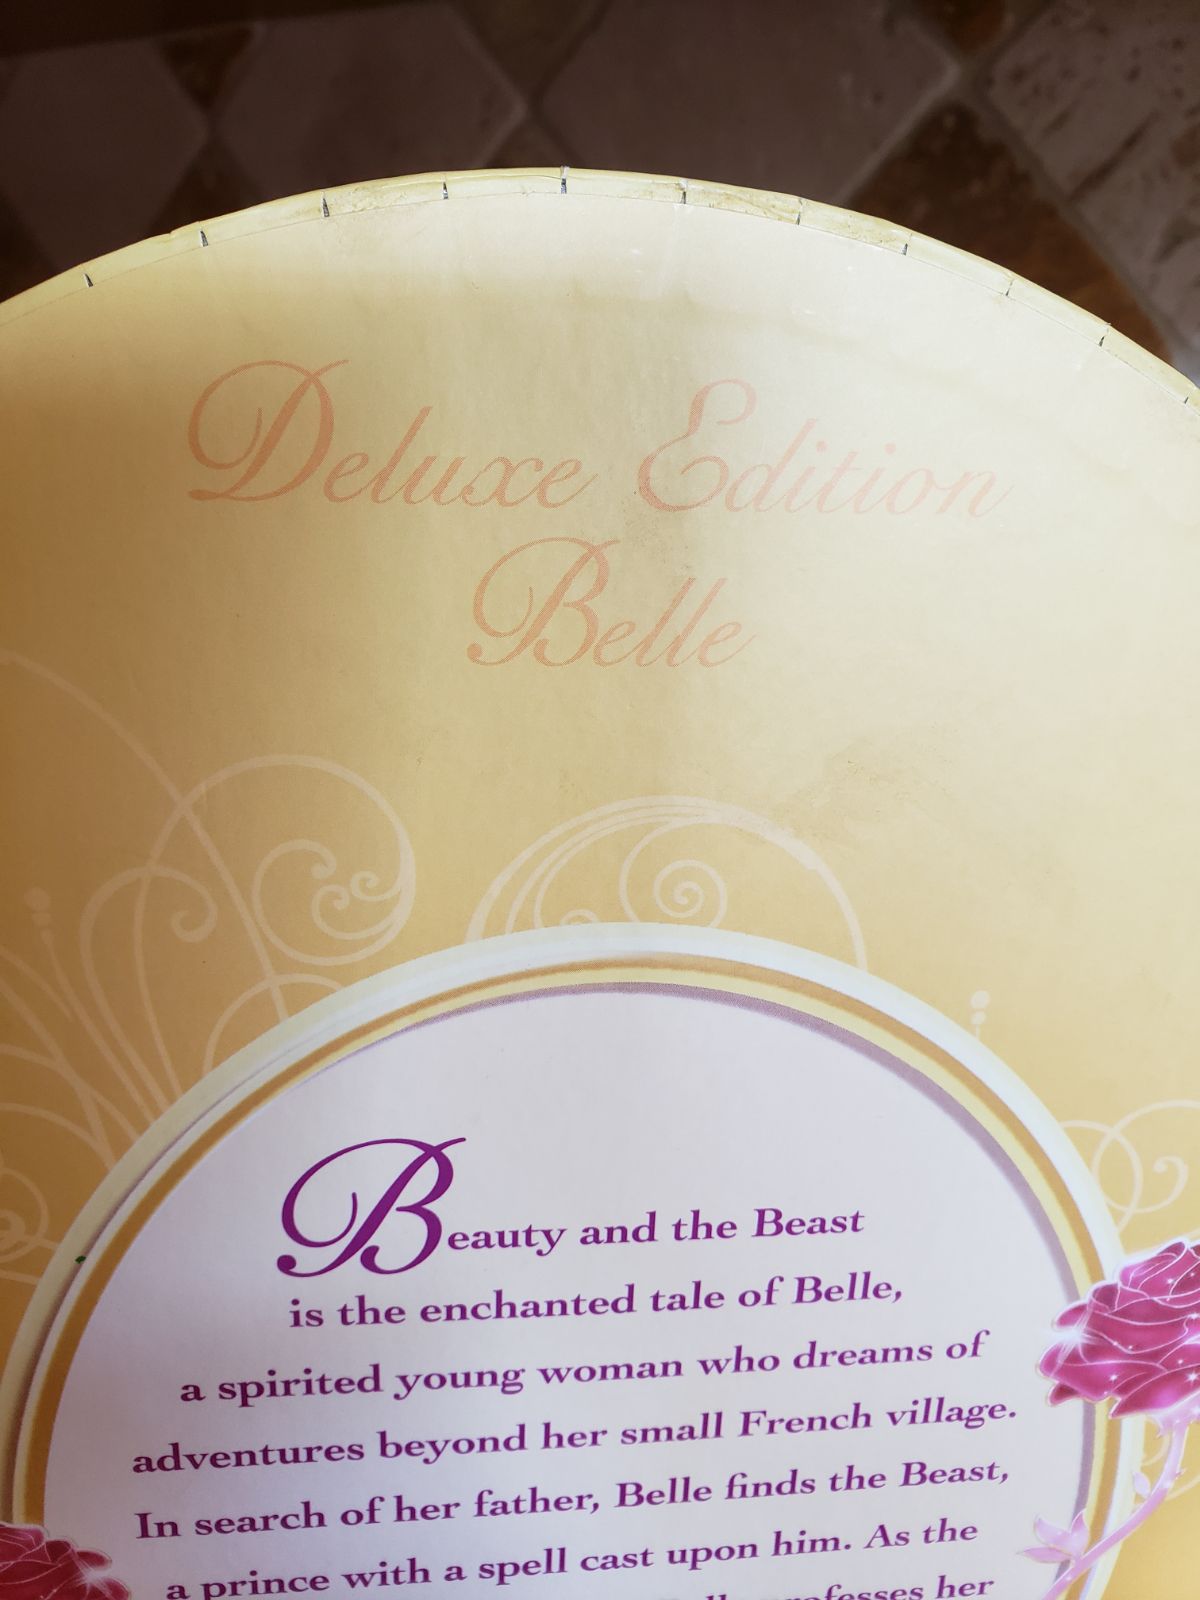 Deluxe Edition
Belle
Beauty and the Beast
is the enchanted tale of Belle,
a spirited young woman who dreams of
adventures beyond her small French village.
In search of her father, Belle finds the Beast,
a prince with a spell cast upon him. As the
professes her